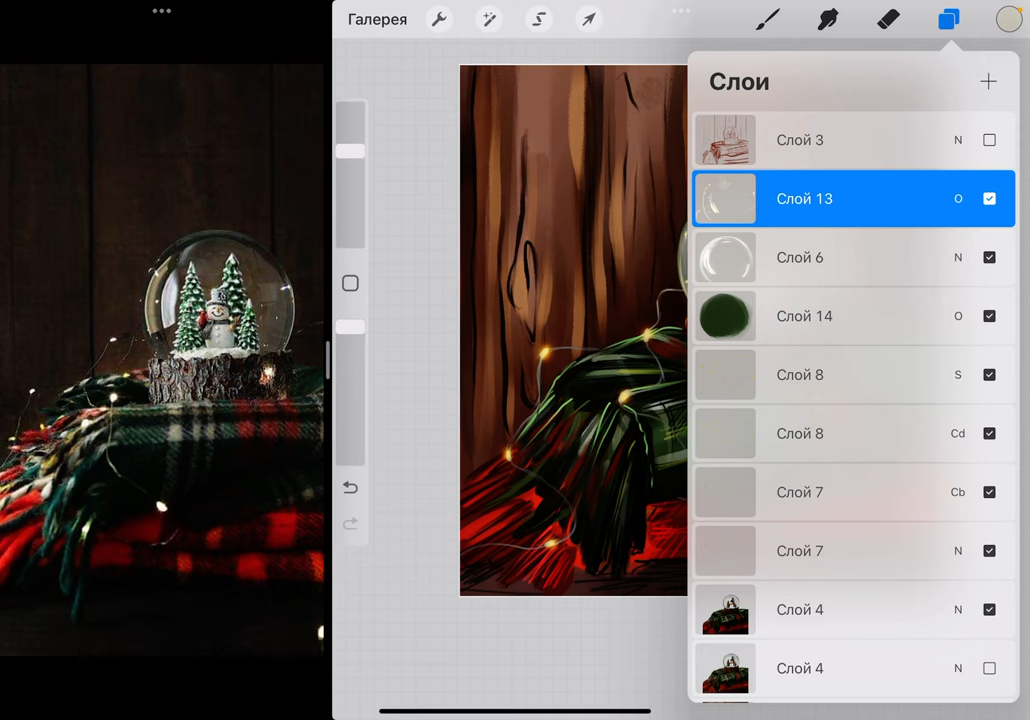 Галерея
Слои
Слой 3 N
Слой 13 O
Слой 6 N
Слой 14 O
Слой 8 S
Слой 8 Cd
Слой 7 Cb
Слой 7 N
Слой 4 N
Слой 4 N